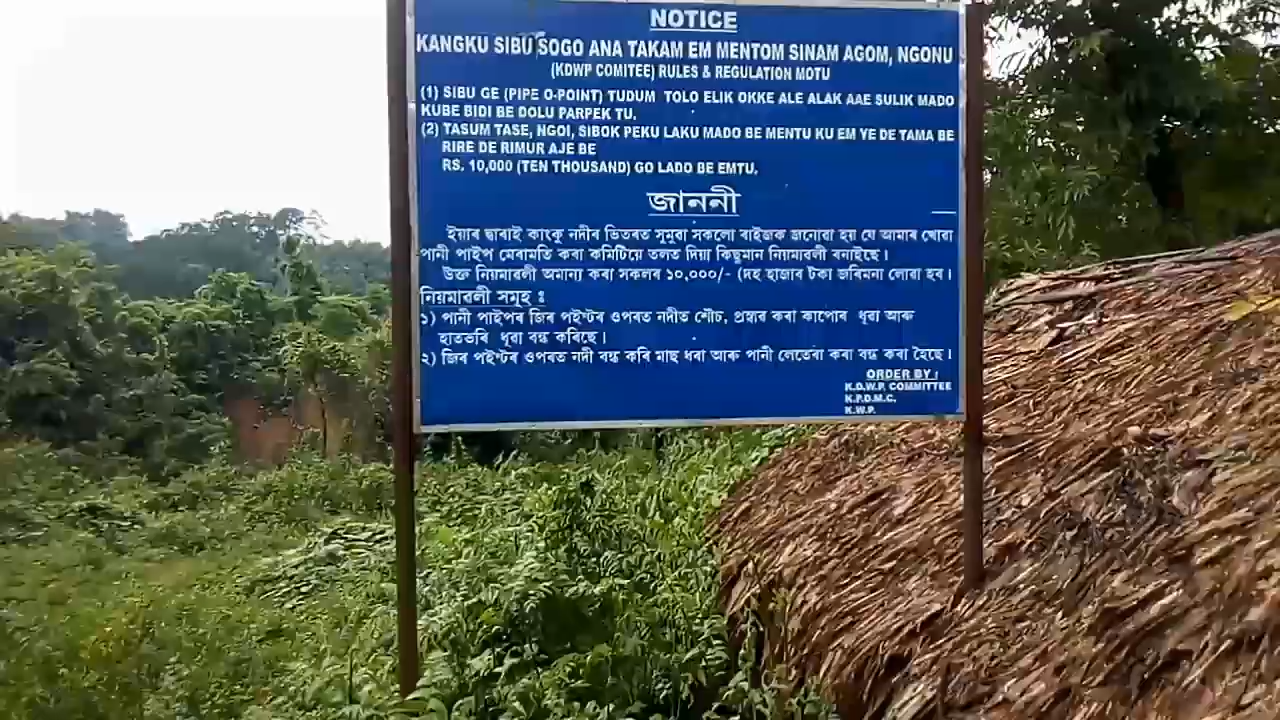 NOTICE
KANGKU SIBU SOGO ANA TAKAM EM MENTOM SINAM AGOM, NGONU
(KDWP COMITEE) RULES & REGULATION MOTU
(1) SIBU GE (PIPE O-POINT) TUDUM TOLO ELIK OKKE ALE ALAK AAE SULIK MADO
KUBE BIDI BE DOLU PARPEK TU.
(2) TASUM TASE, NGOI, SIBOK PEKU LAKU MADO BE MENTU KU EM YE DE TAMA BE
RIRE DE RIMUR AJE BE
RS. 10,000 (TEN THOUSAND) GO LADO BE EMTU.
জাননী
ইয়াৰ দ্বাৰাই কাংকু নদীৰ ভিতৰত সুমুৱা সকলো ৰাইজক জনোৱা হয় যে আমাৰ খোৱা
পানী পাইপ মেৰামতি কৰা কমিটিয়ে তলত দিয়া কিছুমান নিয়ামাৱলী বনাইছে।
উক্ত নিয়মাৱলী অমান্য কৰা সকলৰ ১০,০০০/- (দহ হাজাৰ টকা জৰিমনা লোৱা হব।
নিয়মাৱলী সমূহ ঃ
১) পানী পাইপৰ জিৰ পইন্টৰ ওপৰত নদীত শৌচ, প্ৰস্বাৱ কৰা কাপোৰ ধূৱা আৰু
হাতভৰি ধূৱা বন্ধ কৰিছে।
২) জিৰ পইন্টৰ ওপৰত নদী বন্ধ কৰি মাছ ধৰা আৰু পানী লেতেৰা কৰা বন্ধ কৰা হৈছে।
ORDER BY :
K.D.W.P. COMMITTEE
K.P.D.M.C.
K.W.P.